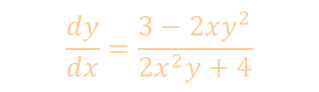 dy/dx = (3 − 2xy²)/(2x²y + 4)